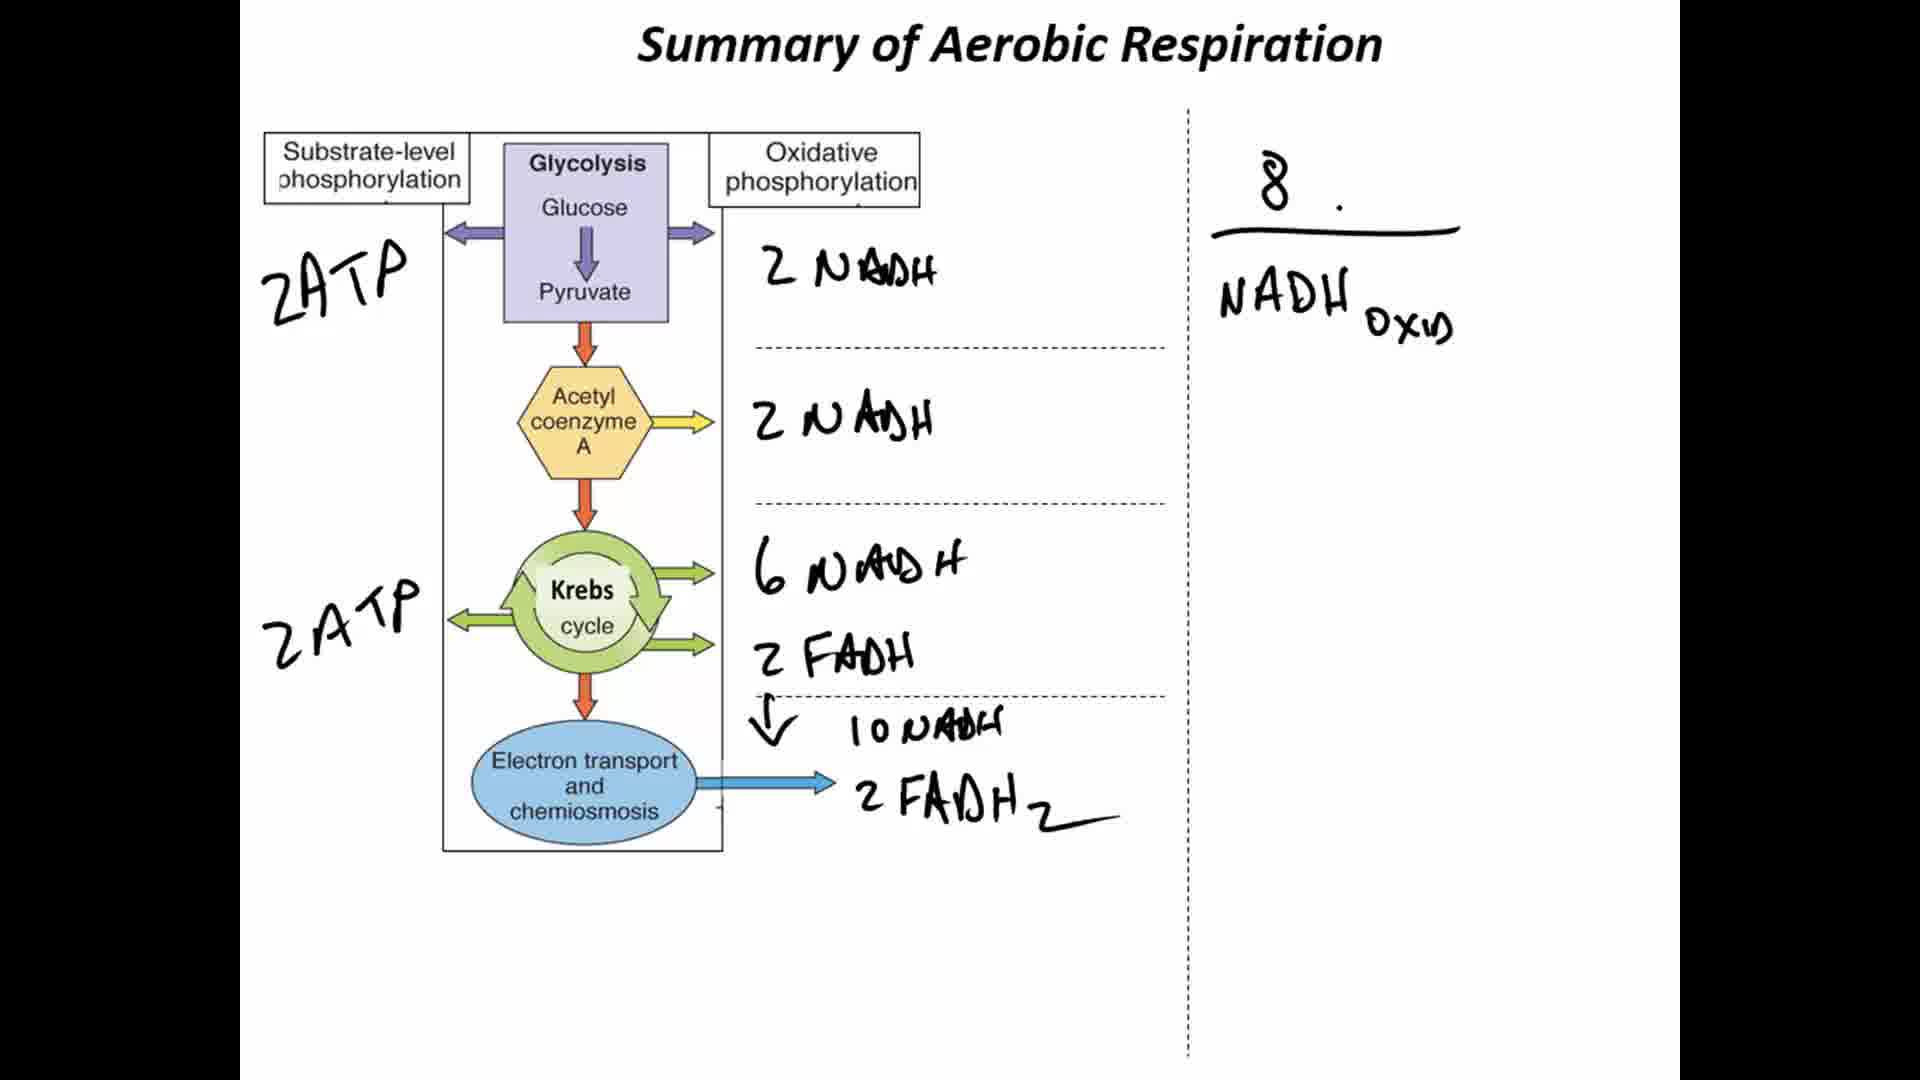 Summary of Aerobic Respiration
Substrate-level
phosphorylation
Glycolysis
Glucose
Pyruvate
Oxidative
phosphorylation
2ATP
2 NADH
Acetyl
coenzyme
A
2 NADH
Krebs
cycle
2ATP
6 NADH
2 FADH
10 NADH
2 FADH2
Electron transport
and
chemiosmosis
8 .
NADH OXID